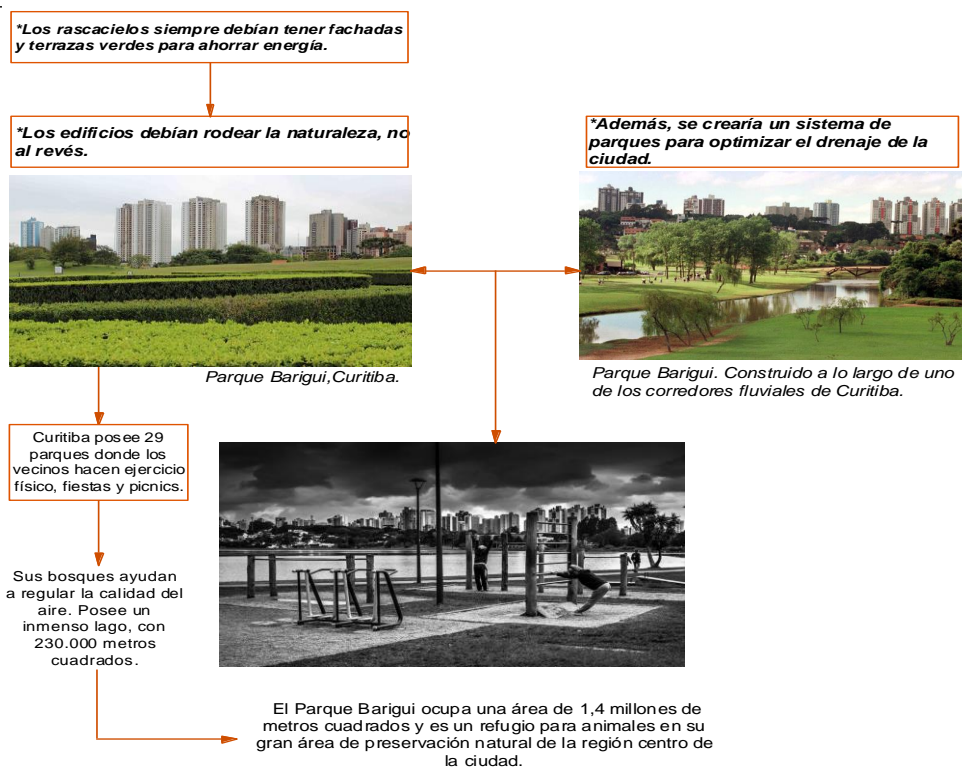 *Los rascacielos siempre debían tener fachadas
y terrazas verdes para ahorrar energía.
*Los edificios debían rodear la naturaleza, no
al revés.
*Además, se crearía un sistema de
parques para optimizar el drenaje de la
ciudad.
Parque Barigui,Curitiba.
Parque Barigui. Construido a lo largo de uno
de los corredores fluviales de Curitiba.
Curitiba posee 29
parques donde los
vecinos hacen ejercicio
físico, fiestas y picnics.
Sus bosques ayudan
a regular la calidad del
aire. Posee un
inmenso lago, con
230.000 metros
cuadrados.
El Parque Barigui ocupa una área de 1,4 millones de
metros cuadrados y es un refugio para animales en su
gran área de preservación natural de la región centro de
la ciudad.